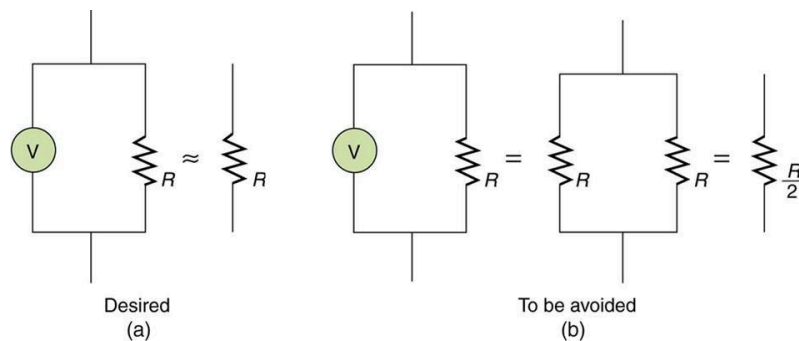 V
R
≈
R
V
R
=
R
R
=
R/2
Desired
(a)
To be avoided
(b)